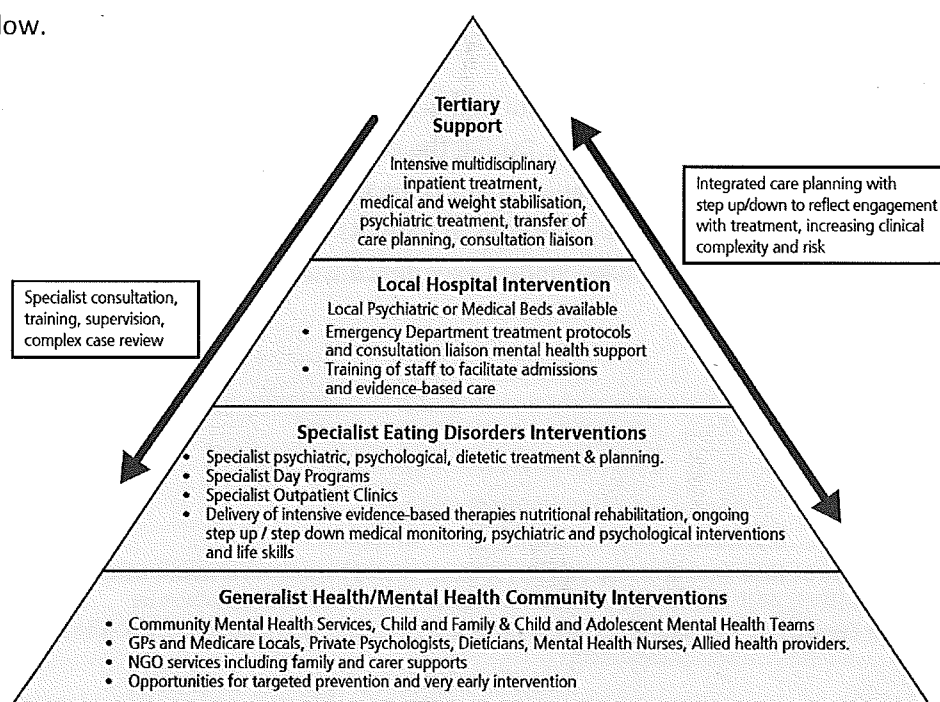 low.
Tertiary
Support
Intensive multidisciplinary
inpatient treatment,
medical and weight stabilisation,
psychiatric treatment, transfer of
care planning, consultation liaison
Integrated care planning with
step up/down to reflect engagement
with treatment, increasing clinical
complexity and risk
Specialist consultation,
training, supervision,
complex case review
Local Hospital Intervention
Local Psychiatric or Medical Beds available
• Emergency Department treatment protocols
and consultation liaison mental health support
• Training of staff to facilitate admissions
and evidence-based care
Specialist Eating Disorders Interventions
• Specialist psychiatric, psychological, dietetic treatment & planning.
• Specialist Day Programs
• Specialist Outpatient Clinics
• Delivery of intensive evidence-based therapies nutritional rehabilitation, ongoing
step up / step down medical monitoring, psychiatric and psychological interventions
and life skills
Generalist Health/Mental Health Community Interventions
• Community Mental Health Services, Child and Family & Child and Adolescent Mental Health Teams
• GPs and Medicare Locals, Private Psychologists, Dieticians, Mental Health Nurses, Allied health providers.
• NGO services including family and carer supports
• Opportunities for targeted prevention and very early intervention